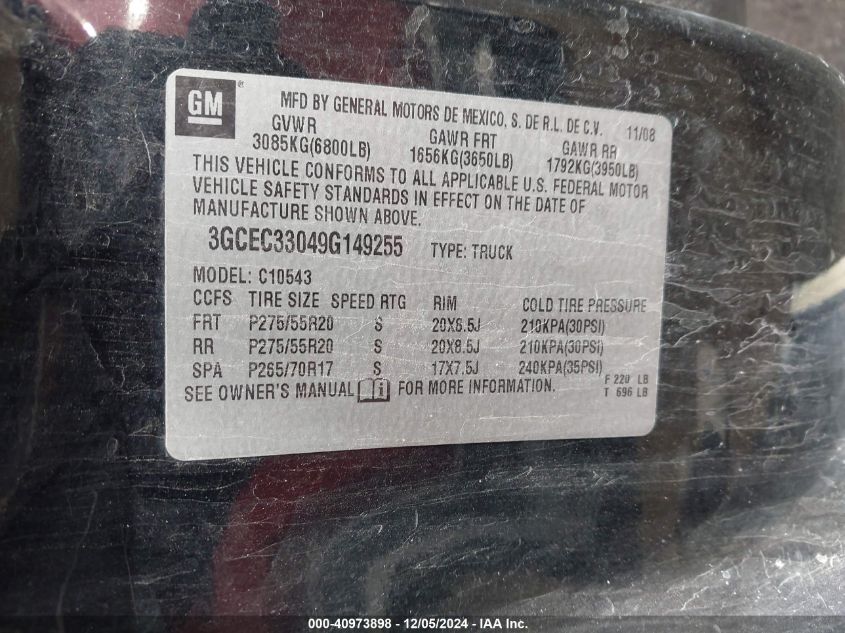 GM ®
MFD BY GENERAL MOTORS DE MEXICO, S. DE R.L. DE C.V. 11/08
GVWR GAWR FRT GAWR RR
3085KG(6800LB) 1656KG(3650LB) 1792KG(3950LB)
THIS VEHICLE CONFORMS TO ALL APPLICABLE U.S. FEDERAL MOTOR
VEHICLE SAFETY STANDARDS IN EFFECT ON THE DATE OF
MANUFACTURE SHOWN ABOVE.
3GCEC33049G149255 TYPE: TRUCK
MODEL: C10543
CCFS TIRE SIZE SPEED RTG RIM COLD TIRE PRESSURE
FRT P275/55R20 S 20X8.5J 210KPA(30PSI)
RR P275/55R20 S 20X8.5J 210KPA(30PSI)
SPA P265/70R17 S 17X7.5J 240KPA(35PSI)
SEE OWNER'S MANUAL FOR MORE INFORMATION.
F 220 LB
T 696 LB
000-40973898 - 12/05/2024 - IAAI.com